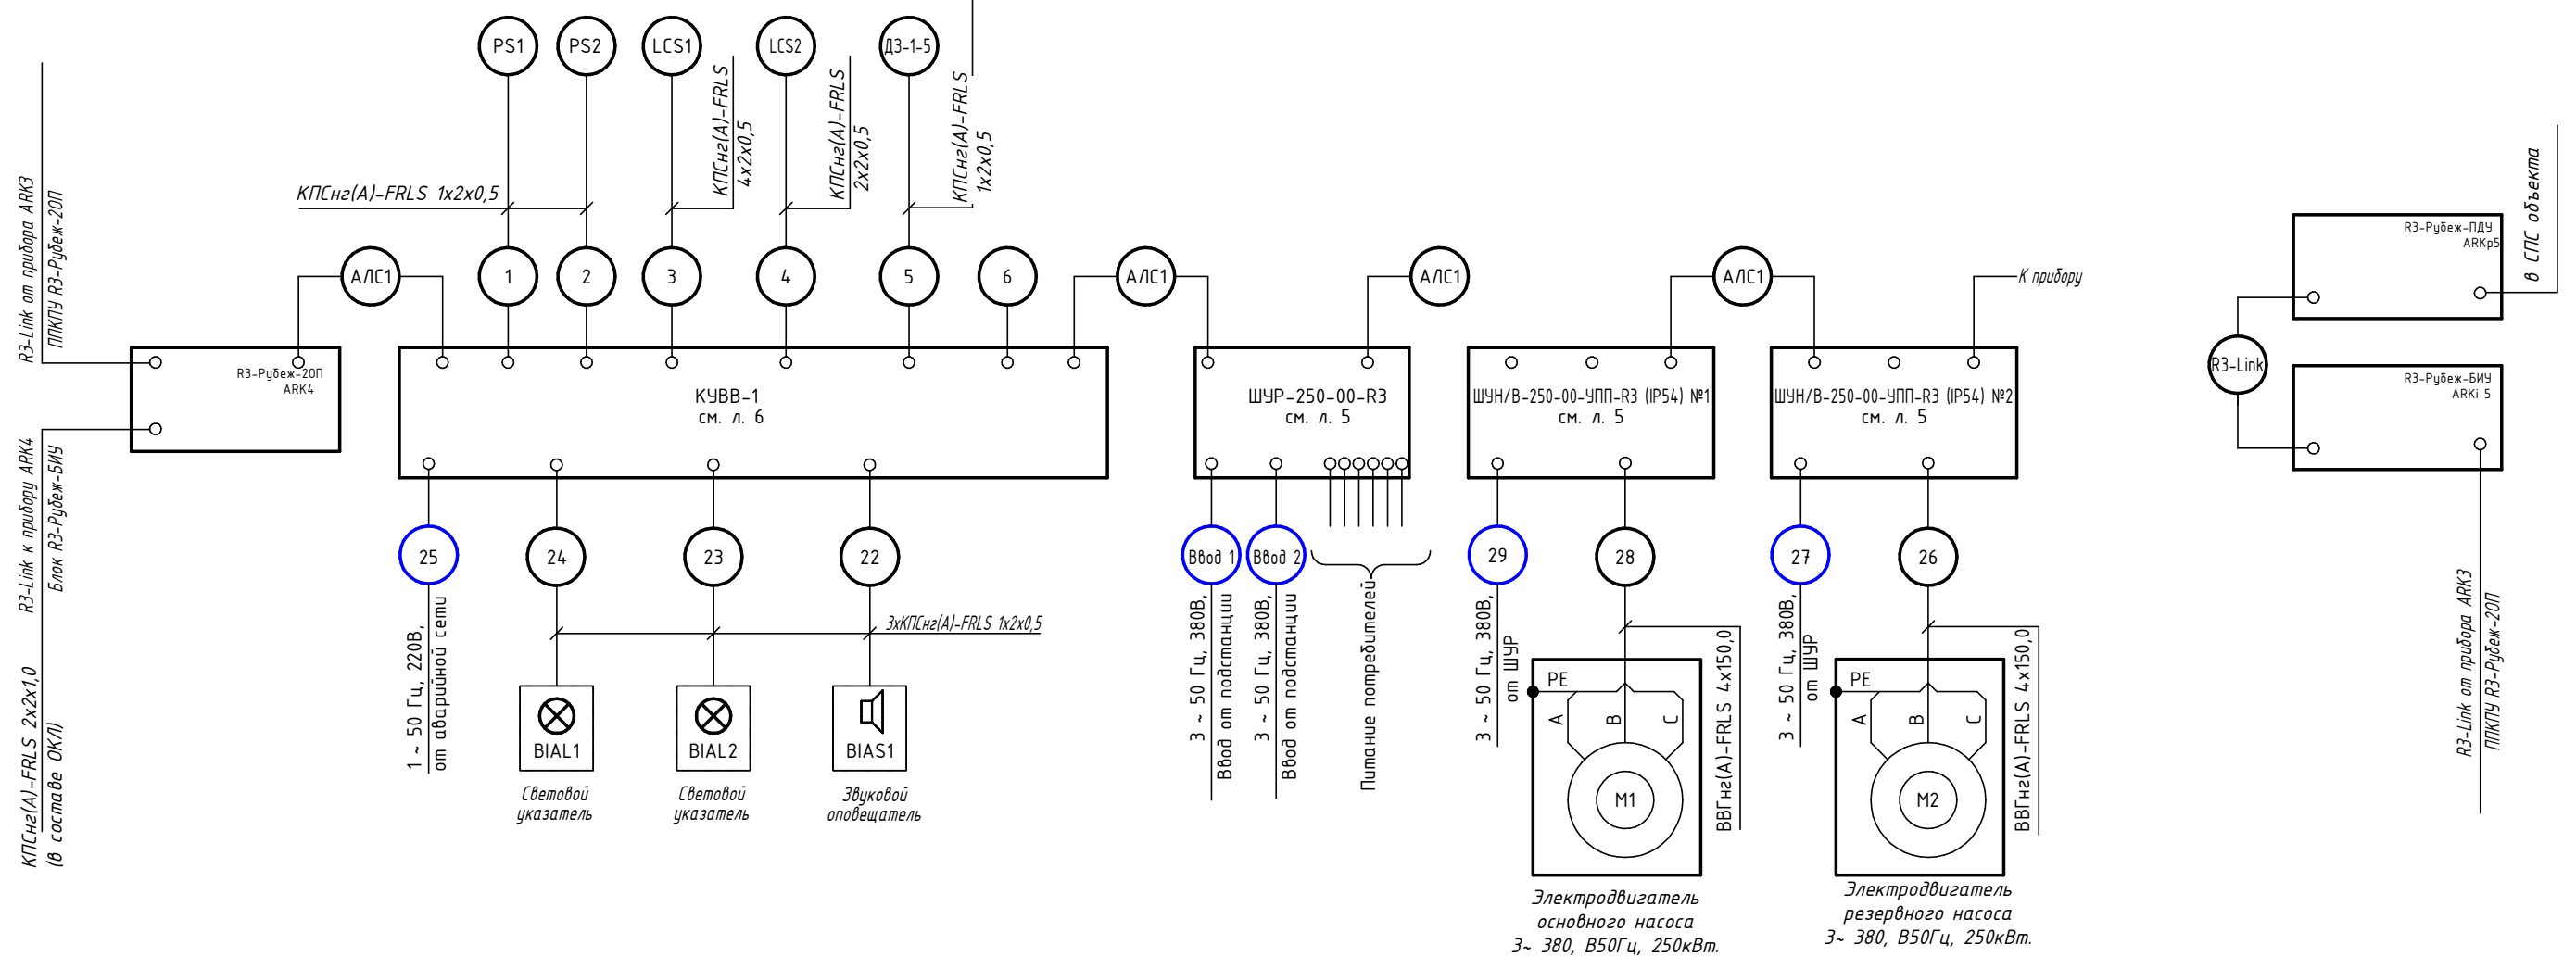 PS1
PS2
LCS1
LCS2
ДЗ-1-5
КПСнг(А)-FRLS 1х2х0,5
КПСнг(А)-FRLS
4х2х0,5
КПСнг(А)-FRLS
2х2х0,5
КПСнг(А)-FRLS
1х2х0,5
R3-Link от прибора ARK3
ППКПУ R3-Рубеж-2ОП
АЛС1
1
2
3
4
5
6
АЛС1
АЛС1
АЛС1
К прибору
R3-Рубеж-2ОП
ARK4
КУВВ-1
см. л. 6
ШУР-250-00-R3
см. л. 5
ШУН/В-250-00-УПП-R3 (IP54) №1
см. л. 5
ШУН/В-250-00-УПП-R3 (IP54) №2
см. л. 5
R3-Рубеж-ПДУ
ARKp5
в СПС объекта
R3-Link
R3-Рубеж-БИУ
ARKi 5
R3-Link к прибору ARK4
Блок R3-Рубеж-БИУ
КПСнг(А)-FRLS 2х2х1,0
(в составе ОКЛ)
25
24
23
22
Ввод 1
Ввод 2
29
28
27
26
1 ~ 50 Гц, 220В,
от аварийной сети
3хКПСнг(А)-FRLS 1х2х0,5
BIAL1
Световой
указатель
BIAL2
Световой
указатель
BIAS1
Звуковой
оповещатель
3 ~ 50 Гц, 380В,
Ввод от подстанции
3 ~ 50 Гц, 380В,
Ввод от подстанции
Питание потребителей
3 ~ 50 Гц, 380В,
от ШУР
PE
A
B
C
M1
ВВГнг(А)-FRLS 4х150,0
Электродвигатель
основного насоса
3~ 380, В50Гц, 250кВт.
3 ~ 50 Гц, 380В,
от ШУР
PE
A
B
C
M2
ВВГнг(А)-FRLS 4х150,0
Электродвигатель
резервного насоса
3~ 380, В50Гц, 250кВт.
R3-Link от прибора ARK3
ППКПУ R3-Рубеж-2ОП